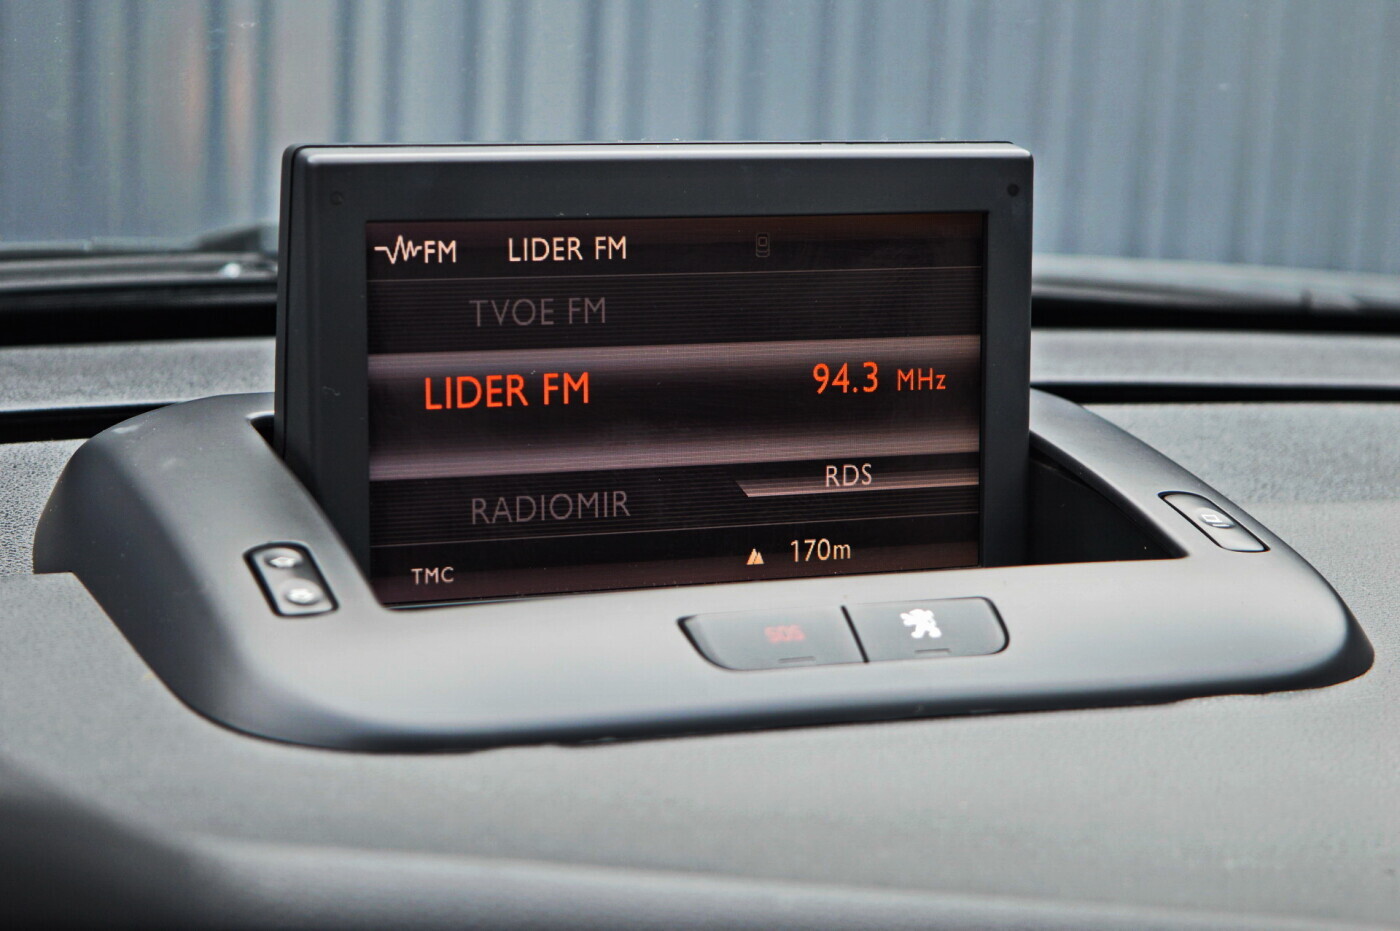 FM LIDER FM
TVOE FM
LIDER FM 94.3 MHz
RADIOMIR RDS
TMC 170m
SOS